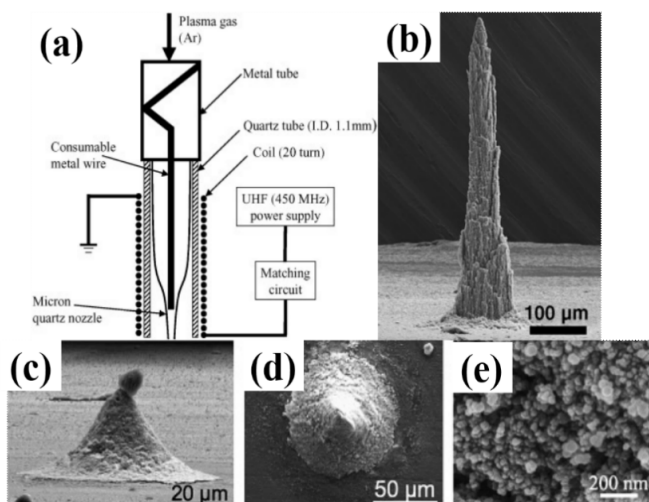 (a)
Plasma gas
(Ar)
Metal tube
Quartz tube (I.D. 1.1mm)
Consumable
metal wire
Coil (20 turn)
UHF (450 MHz)
power supply
Matching
circuit
Micron
quartz nozzle
(b)
100 µm
(c)
20 µm
(d)
50 µm
(e)
200 nm